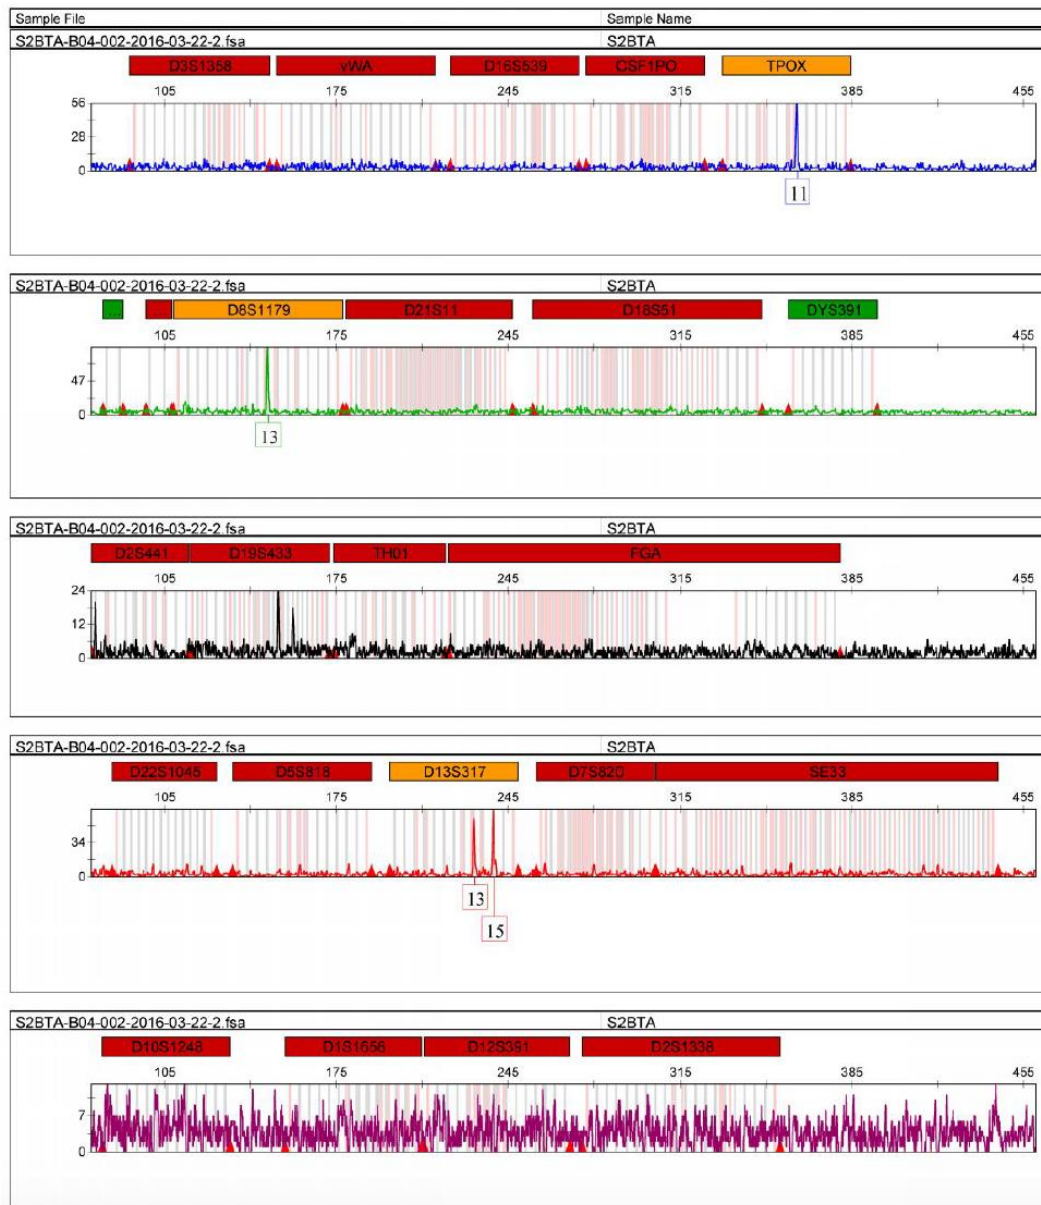 Sample File Sample Name
S2BTA-B04-002-2016-03-22-2.fsa S2BTA
D3S1358 vWA D16S539 CSF1PO TPOX
105 175 245 315 385 455
56
28
0
11
S2BTA-B04-002-2016-03-22-2.fsa S2BTA
... D8S1179 D21S11 D18S51 DYS391
105 175 245 315 385 455
47
0
13
S2BTA-B04-002-2016-03-22-2.fsa S2BTA
D2S441 D19S433 TH01 FGA
105 175 245 315 385 455
24
12
0
S2BTA-B04-002-2016-03-22-2.fsa S2BTA
D22S1045 D5S818 D13S317 D7S820 SE33
105 175 245 315 385 455
34
0
13
15
S2BTA-B04-002-2016-03-22-2.fsa S2BTA
D10S1248 D1S1656 D12S391 D2S1338
105 175 245 315 385 455
7
0